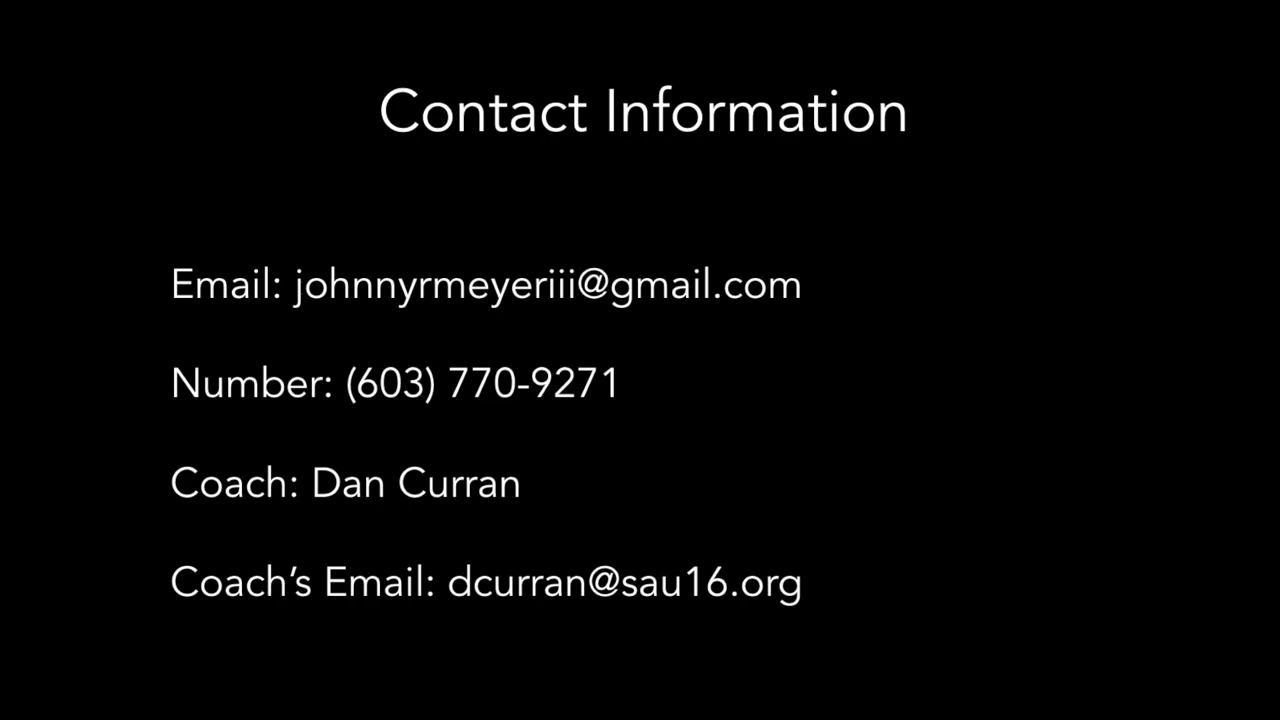 Contact Information
Email: johnnyrmeyeriii@gmail.com
Number: (603) 770-9271
Coach: Dan Curran
Coach’s Email: dcurran@sau16.org